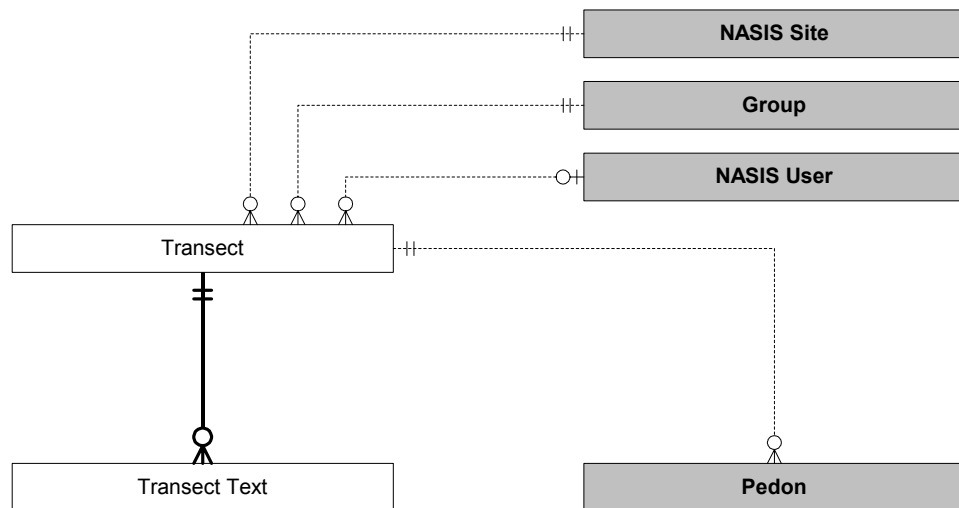 NASIS Site
Group
NASIS User
Transect
Transect Text
Pedon